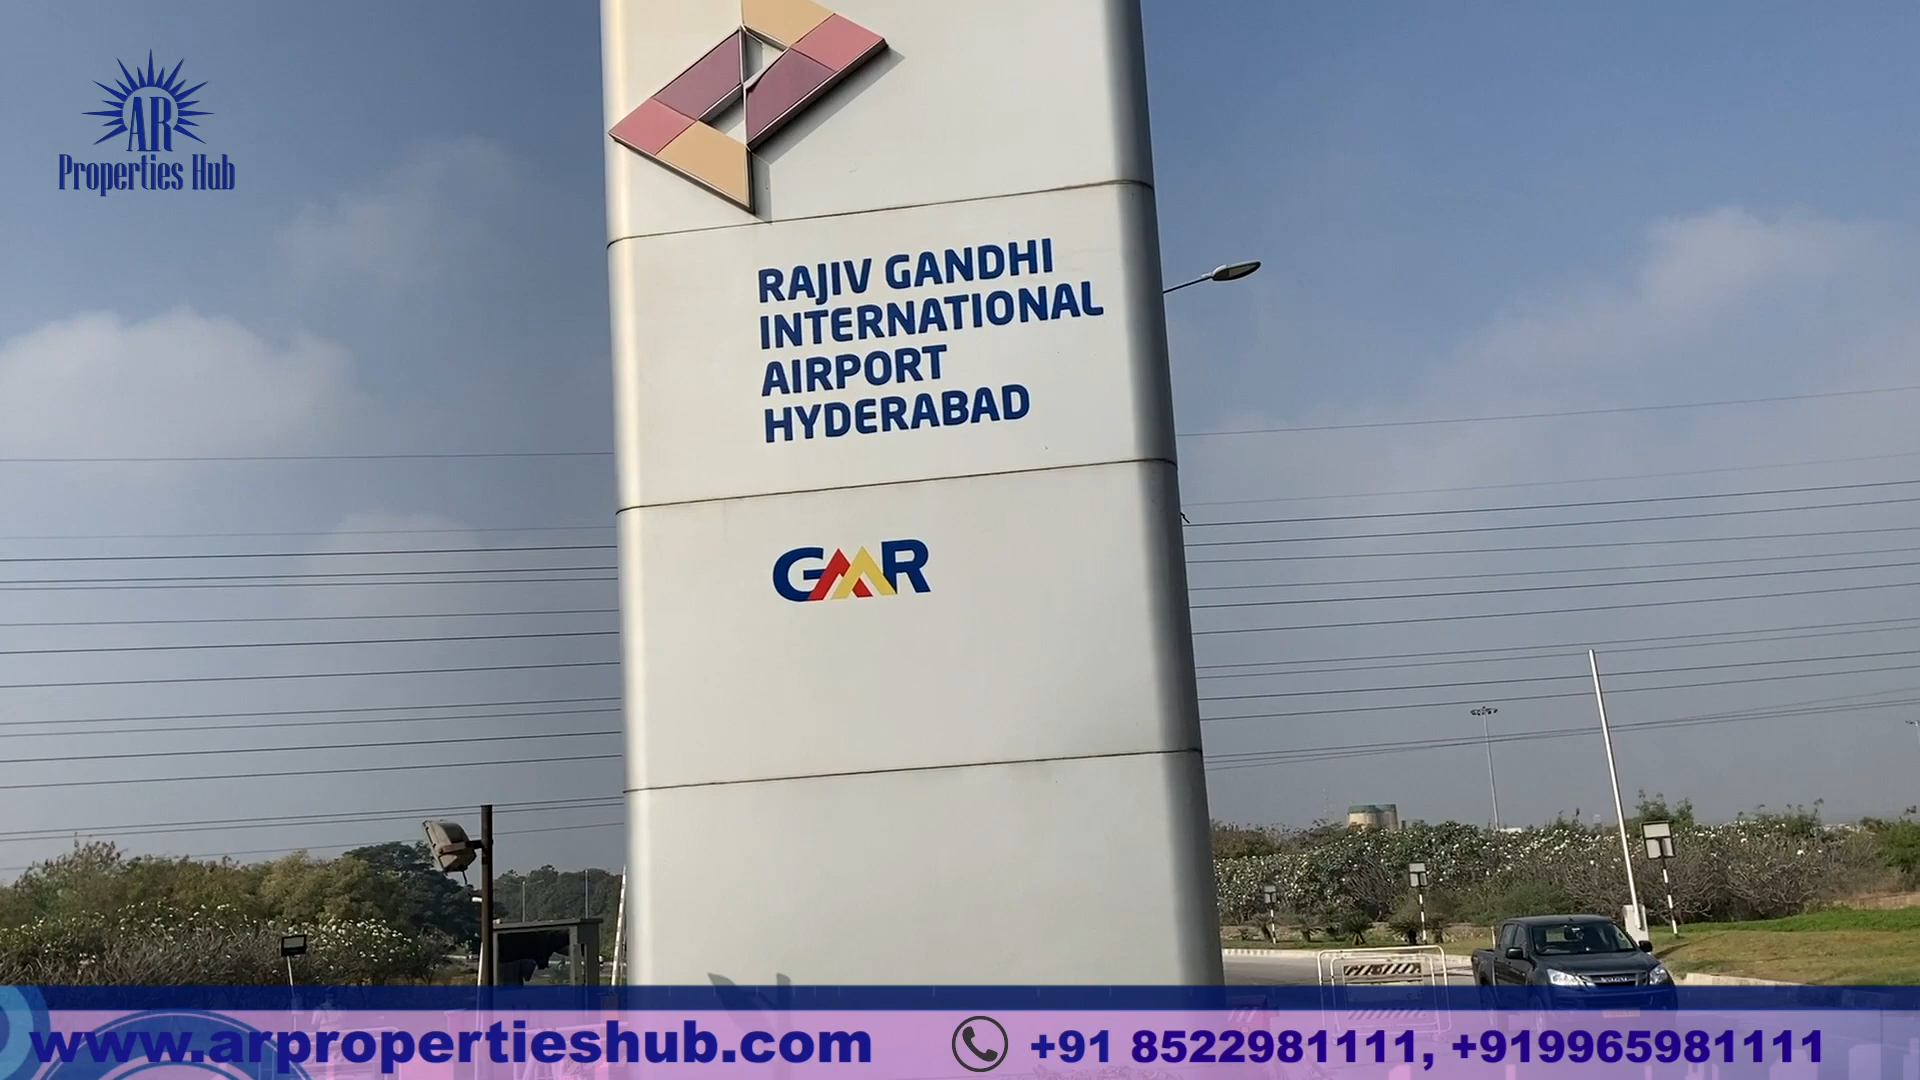 AR
Properties Hub
RAJIV GANDHI
INTERNATIONAL
AIRPORT
HYDERABAD
GMR
www.arpropertieshub.com
+91 8522981111, +919965981111